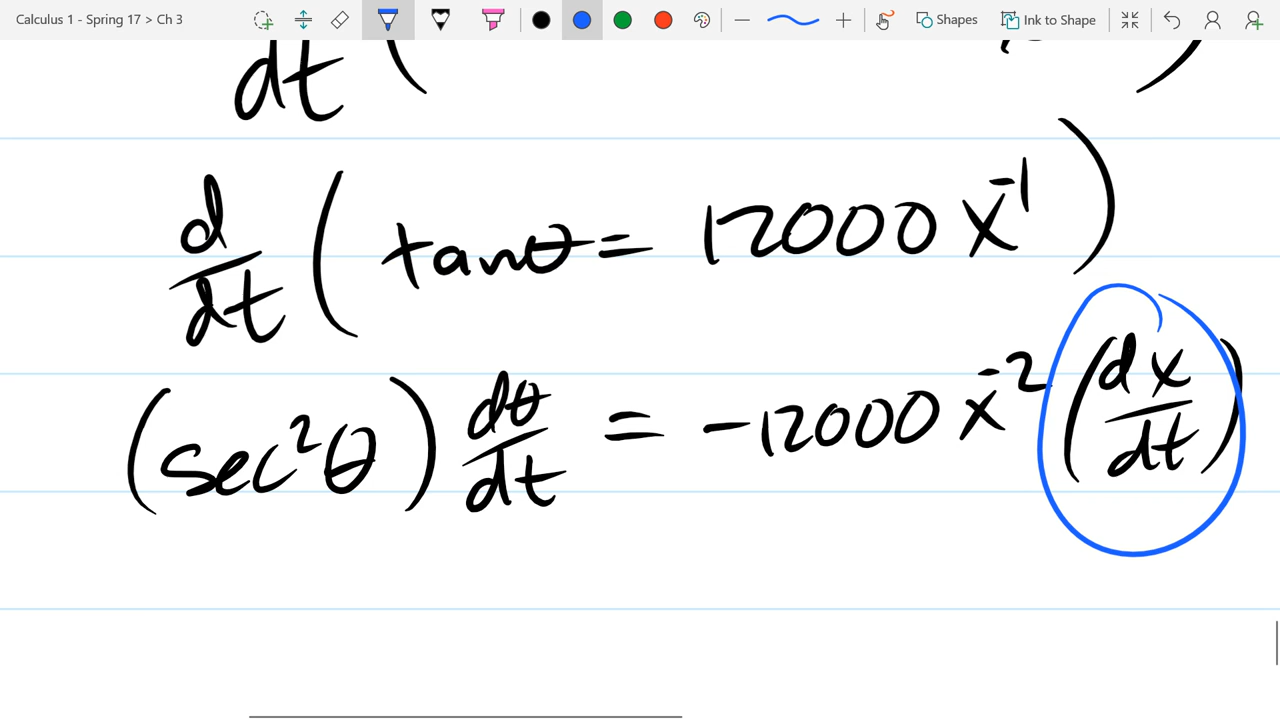 Calculus 1 - Spring 17 > Ch 3 Shapes Ink to Shape
dt ( )
d/dt ( tanθ = 12000 x⁻¹ )
(sec²θ) dθ/dt = -12000 x⁻² (dx/dt)